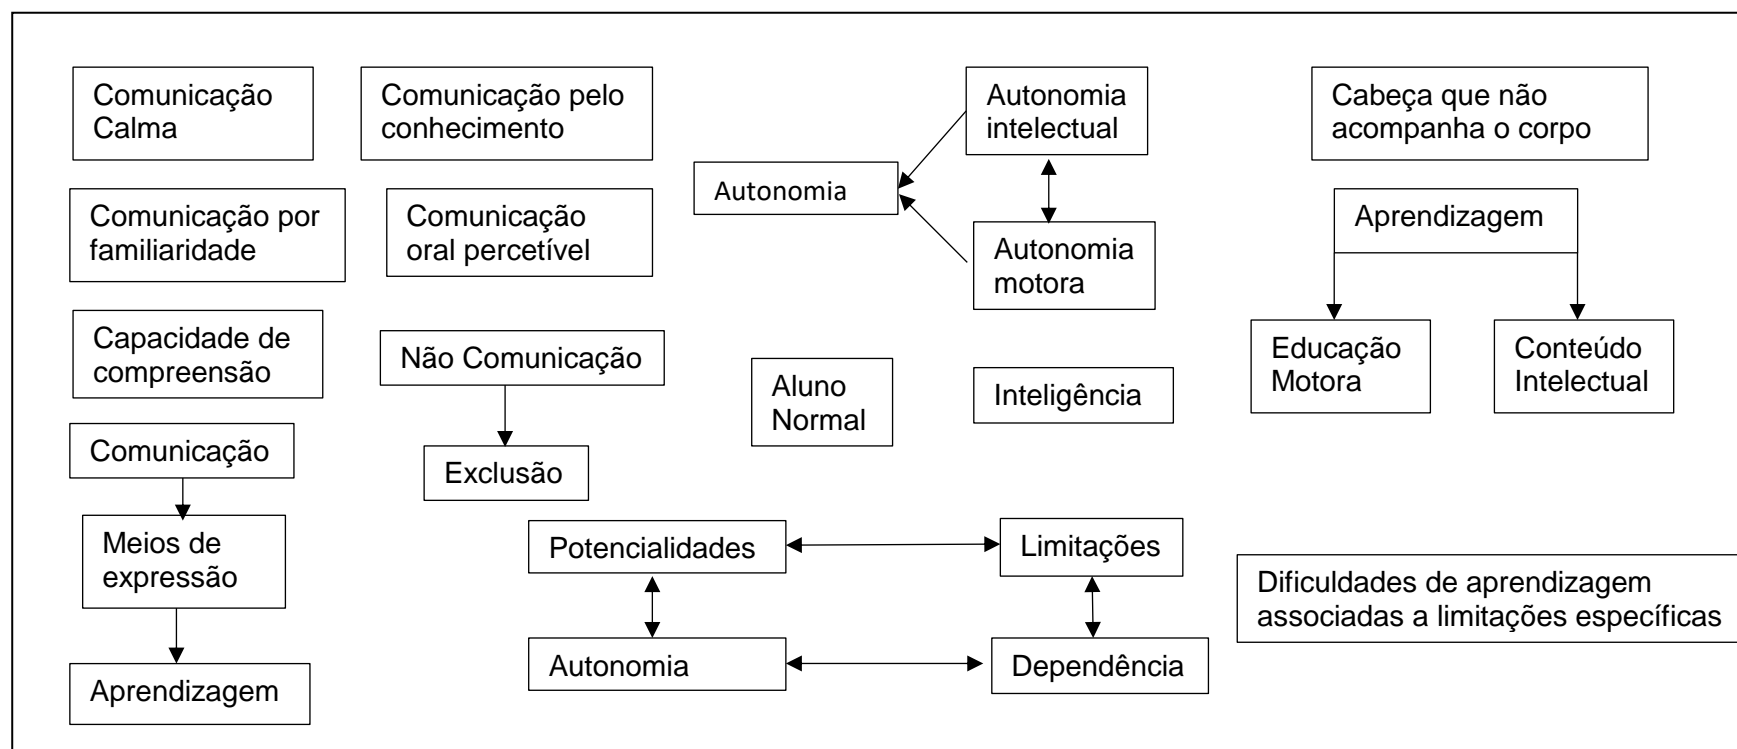 Comunicação
Calma
Comunicação pelo
conhecimento
Comunicação por
familiaridade
Comunicação
oral percetível
Capacidade de
compreensão
Não Comunicação
Exclusão
Comunicação
Meios de
expressão
Aprendizagem
Autonomia
Autonomia
intelectual
Autonomia
motora
Aluno
Normal
Inteligência
Potencialidades
Limitações
Autonomia
Dependência
Cabeça que não
acompanha o corpo
Aprendizagem
Educação
Motora
Conteúdo
Intelectual
Dificuldades de aprendizagem
associadas a limitações específicas